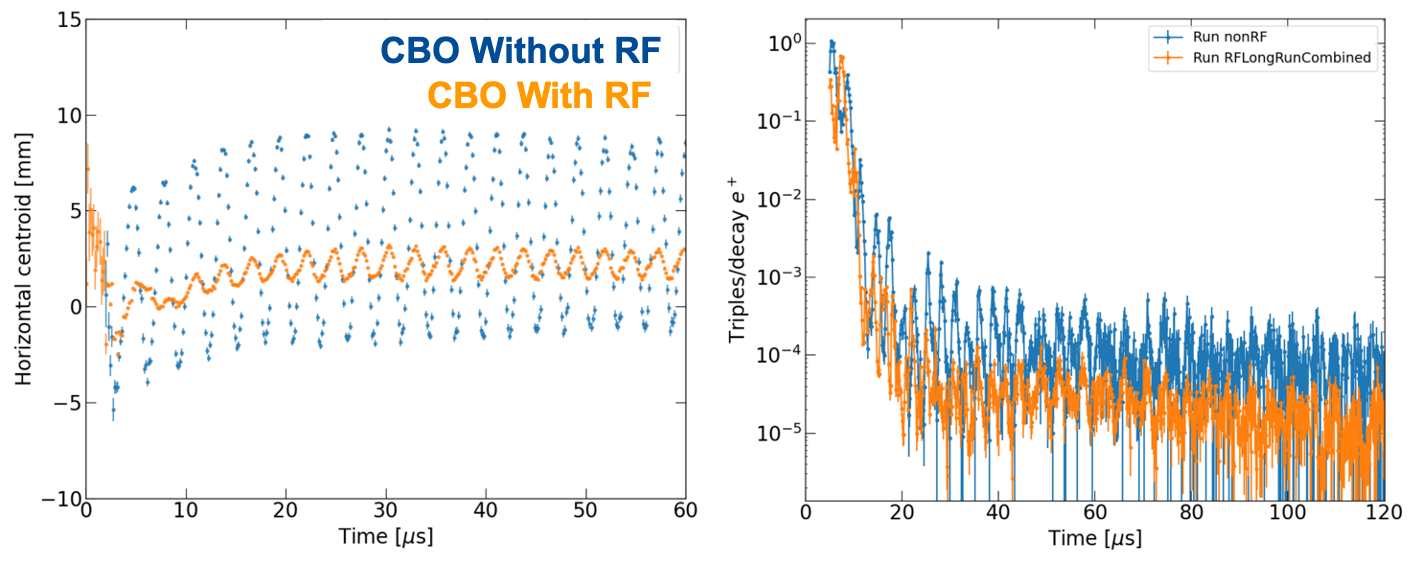 CBO Without RF
CBO With RF
Horizontal centroid [mm]
15
10
5
0
−5
−10
0 10 20 30 40 50 60
Time [μs]
Run nonRF
Run RFLongRunCombined
Triples/decay e⁺
10⁰
10⁻¹
10⁻²
10⁻³
10⁻⁴
10⁻⁵
0 20 40 60 80 100 120
Time [μs]